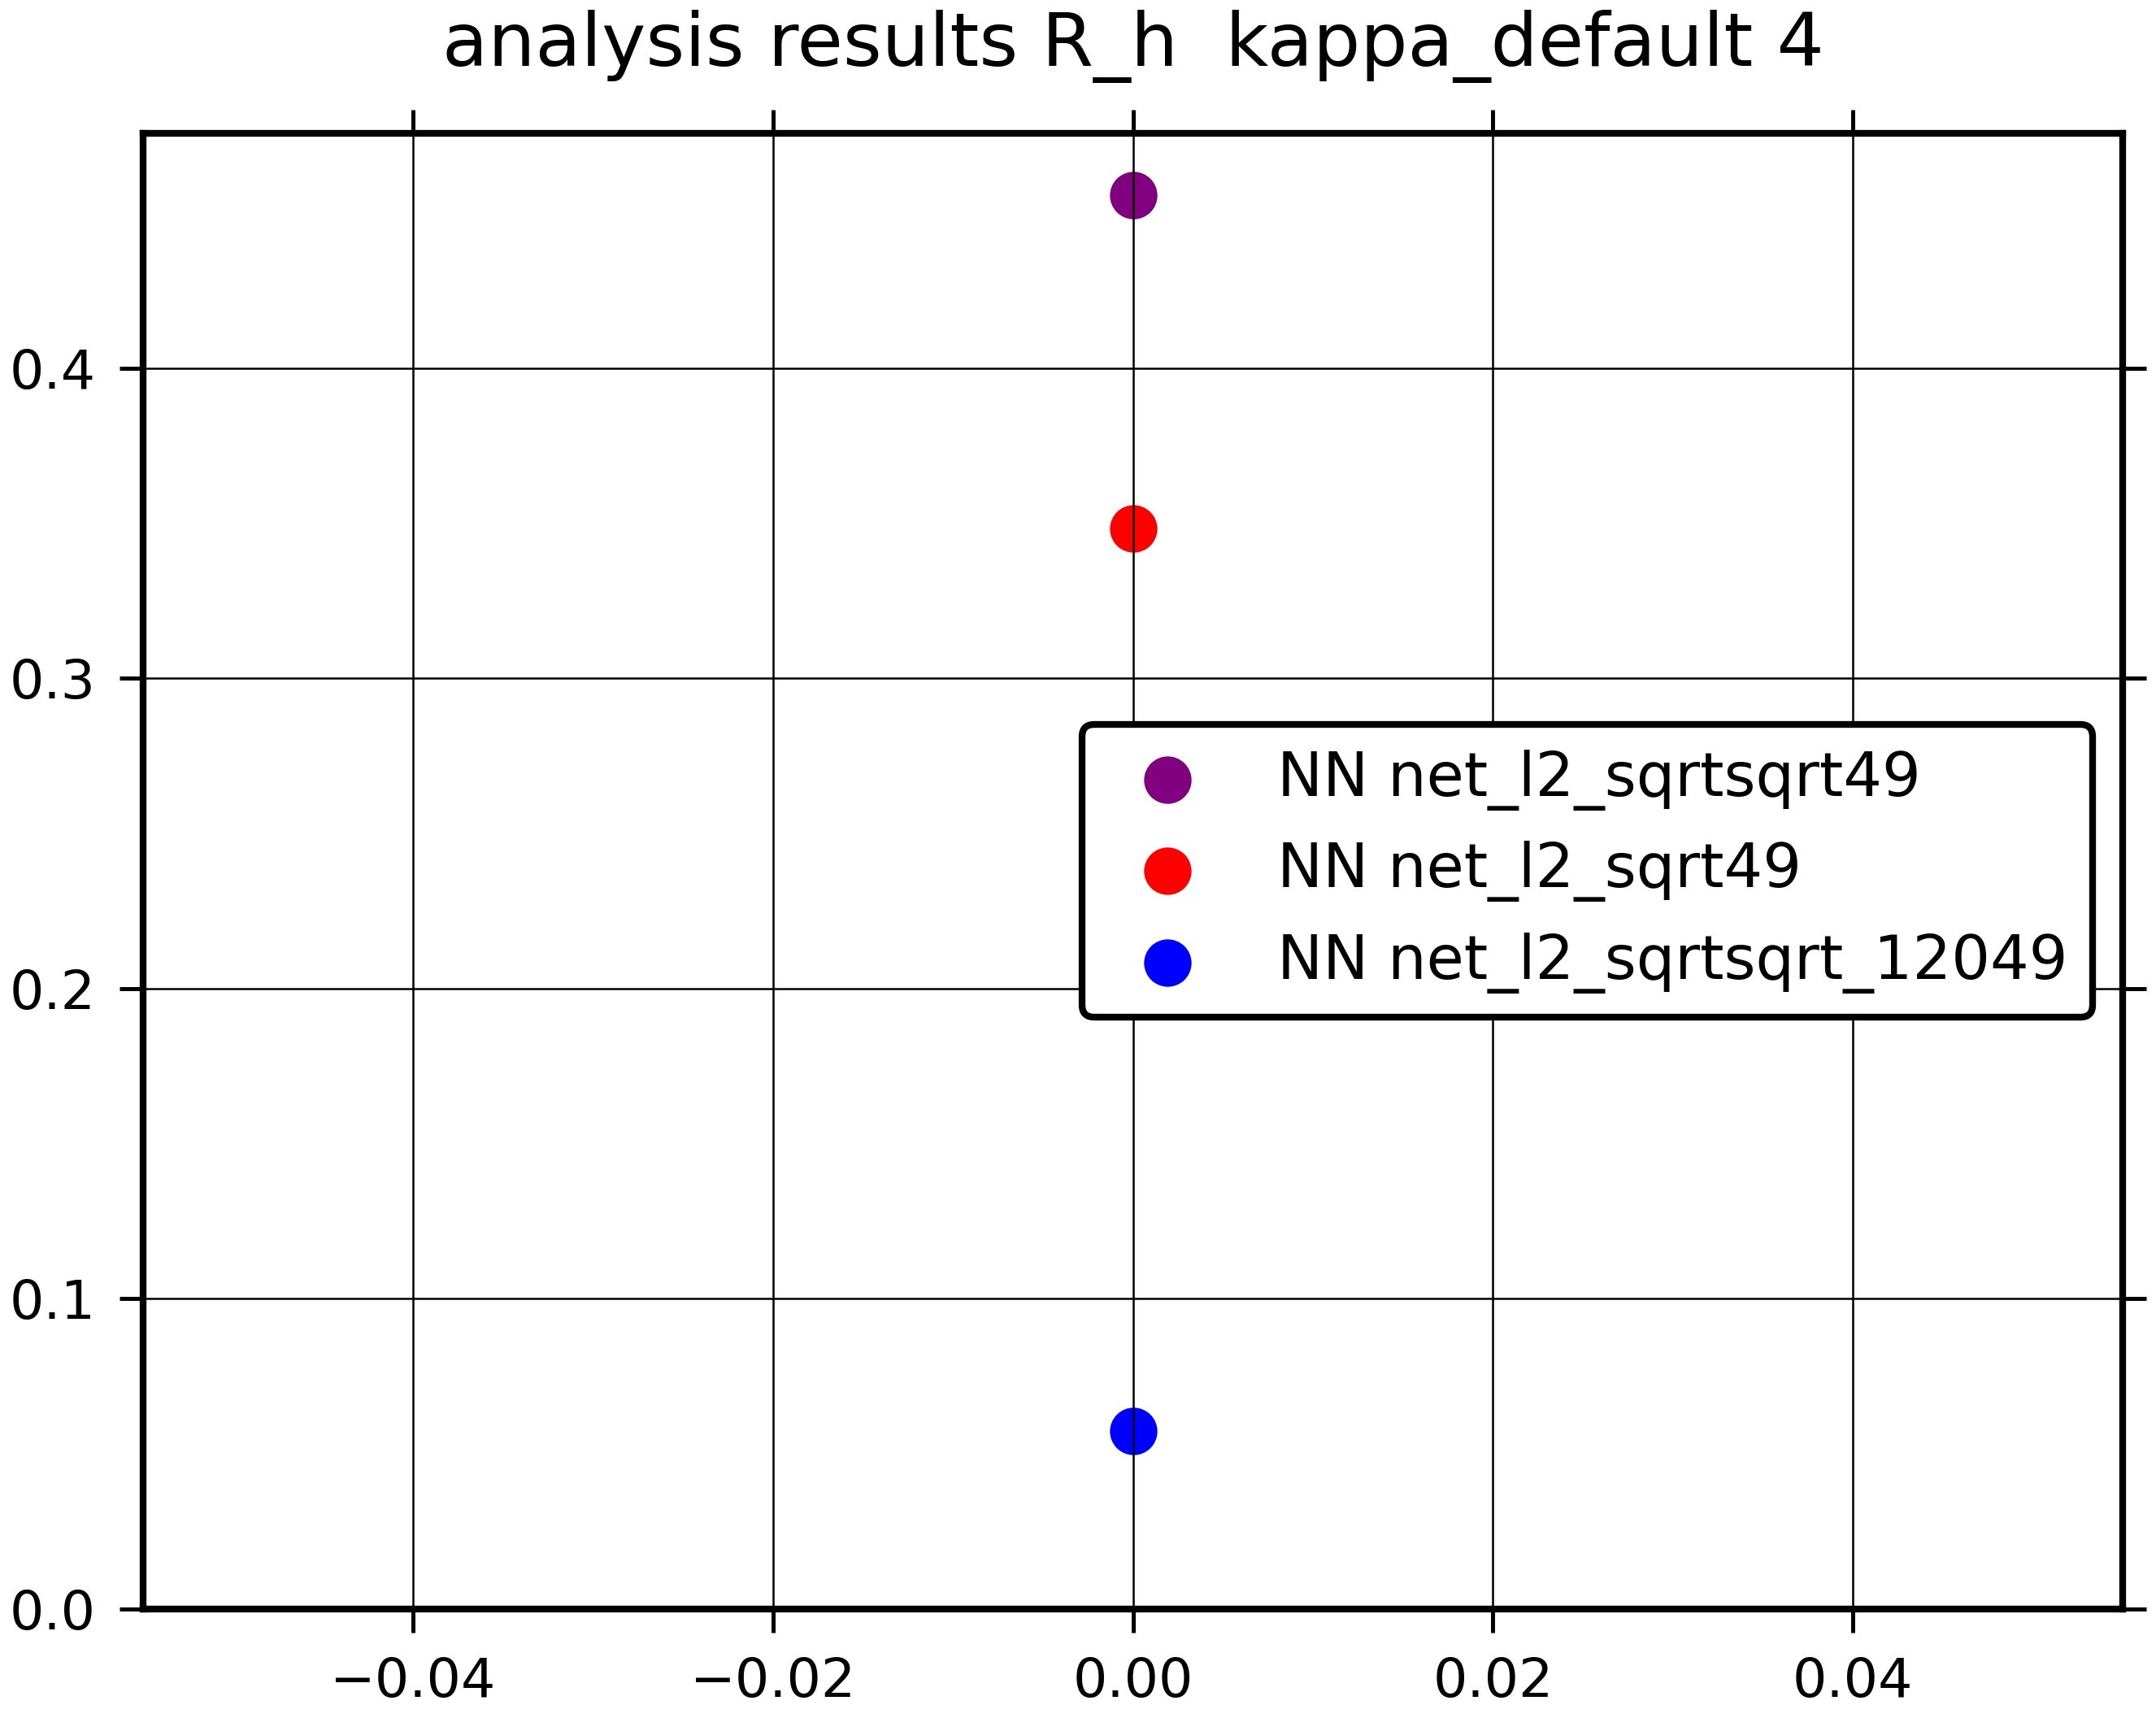 analysis results R_h  kappa_default 4
0.4
0.3
0.2
0.1
0.0
NN net_l2_sqrtsqrt49
NN net_l2_sqrt49
NN net_l2_sqrtsqrt_12049
−0.04 −0.02 0.00 0.02 0.04